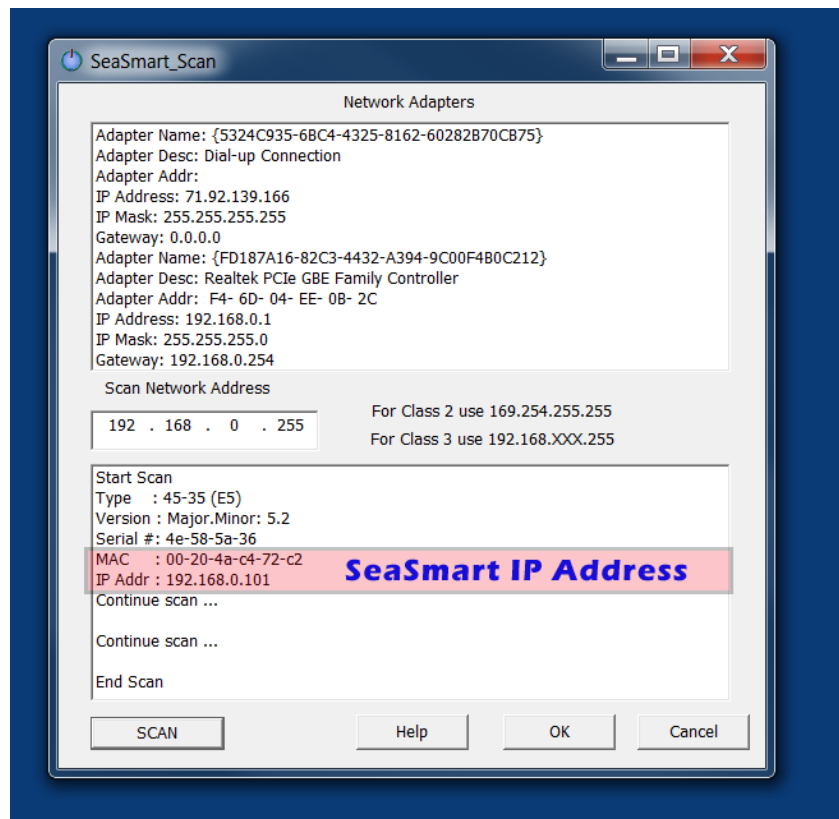 SeaSmart_Scan
Network Adapters
Adapter Name: {5324C935-6BC4-4325-8162-60282B70CB75}
Adapter Desc: Dial-up Connection
Adapter Addr:
IP Address: 71.92.139.166
IP Mask: 255.255.255.255
Gateway: 0.0.0.0
Adapter Name: {FD187A16-82C3-4432-A394-9C00F4B0C212}
Adapter Desc: Realtek PCIe GBE Family Controller
Adapter Addr: F4- 6D- 04- EE- 0B- 2C
IP Address: 192.168.0.1
IP Mask: 255.255.255.0
Gateway: 192.168.0.254
Scan Network Address
192 . 168 . 0 . 255
For Class 2 use 169.254.255.255
For Class 3 use 192.168.XXX.255
Start Scan
Type : 45-35 (E5)
Version : Major.Minor: 5.2
Serial #: 4e-58-5a-36
MAC : 00-20-4a-c4-72-c2
IP Addr : 192.168.0.101
SeaSmart IP Address
Continue scan ...
Continue scan ...
End Scan
SCAN
Help
OK
Cancel